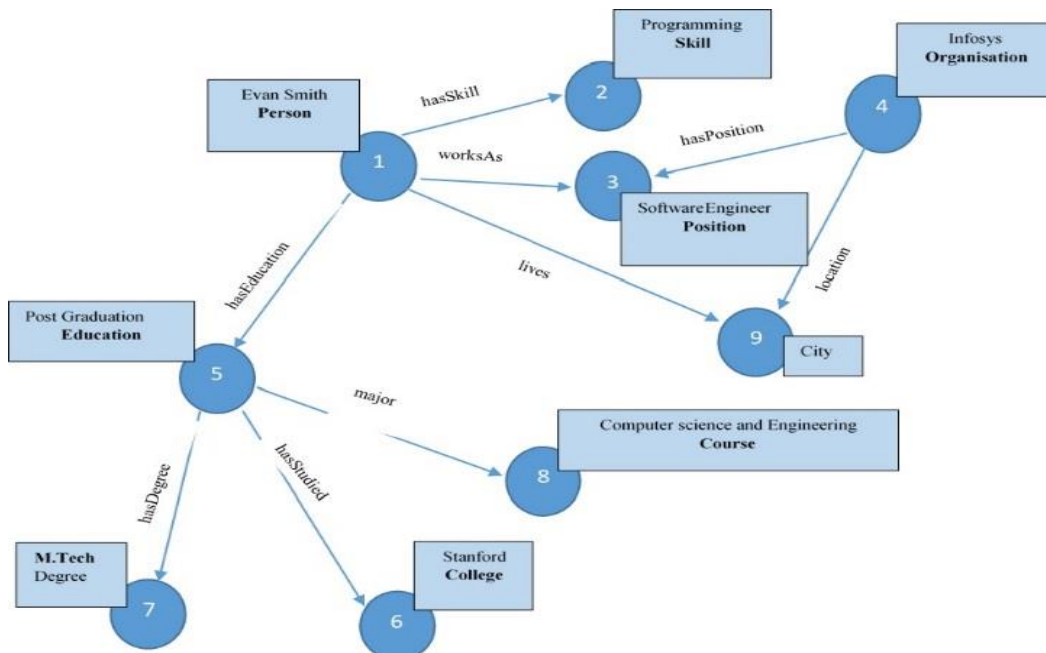 Programming
Skill
Infosys
Organisation
Evan Smith
Person
hasSkill
2
4
hasPosition
1
worksAs
3
SoftwareEngineer
Position
hasEducation
lives
location
Post Graduation
Education
9
City
5
major
Computer science and Engineering
Course
hasStudied
hasDegree
8
M.Tech
Degree
Stanford
College
7
6